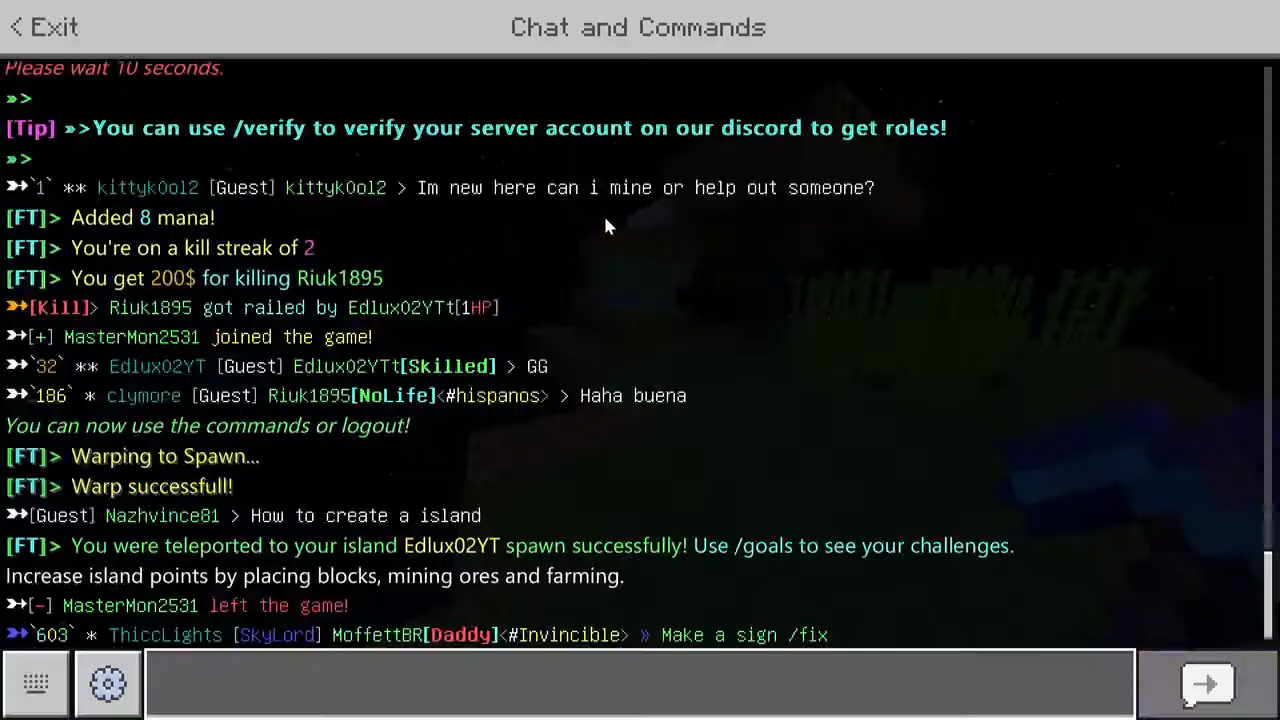 < Exit
Chat and Commands
Please wait 10 seconds.
»>
[Tip] »>You can use /verify to verify your server account on our discord to get roles!
»>
➳`1` ** kittyk0ol2 [Guest] kittyk0ol2 > Im new here can i mine or help out someone?
[FT]> Added 8 mana!
[FT]> You're on a kill streak of 2
[FT]> You get 200$ for killing Riuk1895
➳[Kill]> Riuk1895 got railed by Edlux02YTt[1HP]
➳[+] MasterMon2531 joined the game!
➳`32` ** Edlux02YT [Guest] Edlux02YTt[Skilled] > GG
➳`186` * clymore [Guest] Riuk1895[NoLife]<#hispanos> > Haha buena
You can now use the commands or logout!
[FT]> Warping to Spawn...
[FT]> Warp successfull!
➳[Guest] Nazhvince81 > How to create a island
[FT]> You were teleported to your island Edlux02YT spawn successfully! Use /goals to see your challenges.
Increase island points by placing blocks, mining ores and farming.
➳[-] MasterMon2531 left the game!
➳`603` * ThiccLights [SkyLord] MoffettBR[Daddy]<#Invincible> » Make a sign /fix